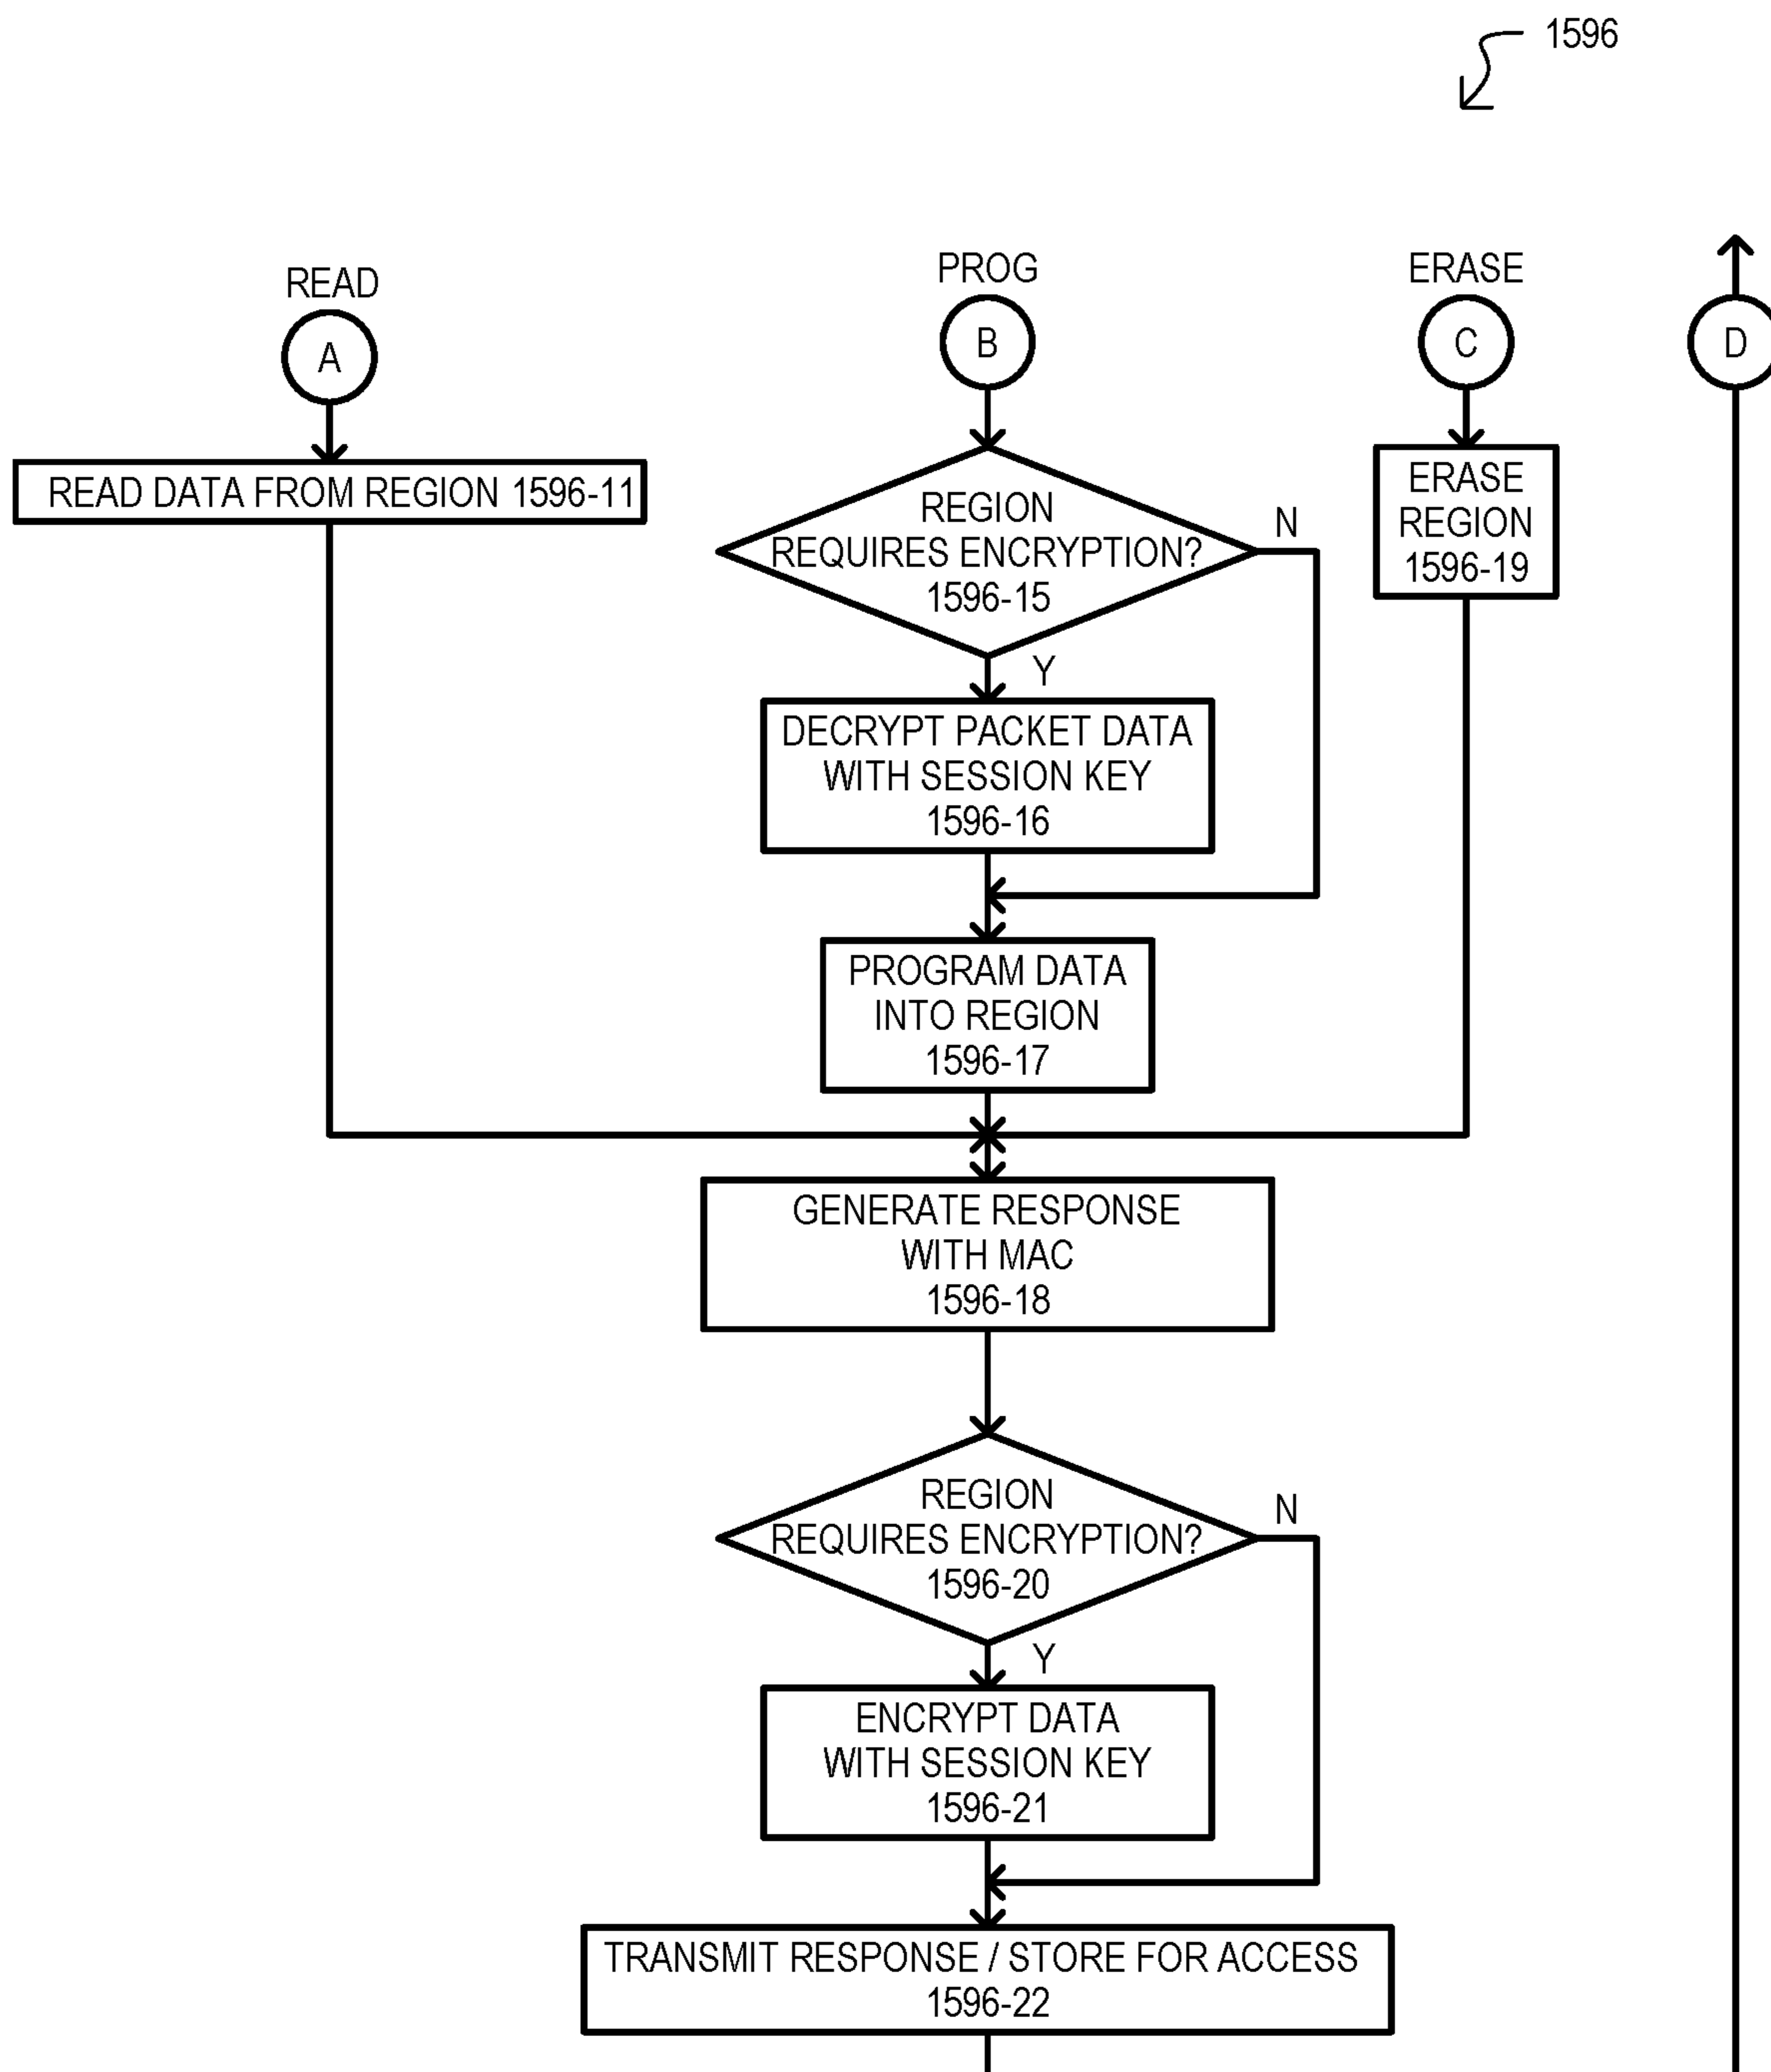 1596
READ
A
READ DATA FROM REGION 1596-11
PROG
B
REGION
REQUIRES ENCRYPTION?
1596-15
N
Y
DECRYPT PACKET DATA
WITH SESSION KEY
1596-16
PROGRAM DATA
INTO REGION
1596-17
ERASE
C
ERASE
REGION
1596-19
D
GENERATE RESPONSE
WITH MAC
1596-18
REGION
REQUIRES ENCRYPTION?
1596-20
N
Y
ENCRYPT DATA
WITH SESSION KEY
1596-21
TRANSMIT RESPONSE / STORE FOR ACCESS
1596-22